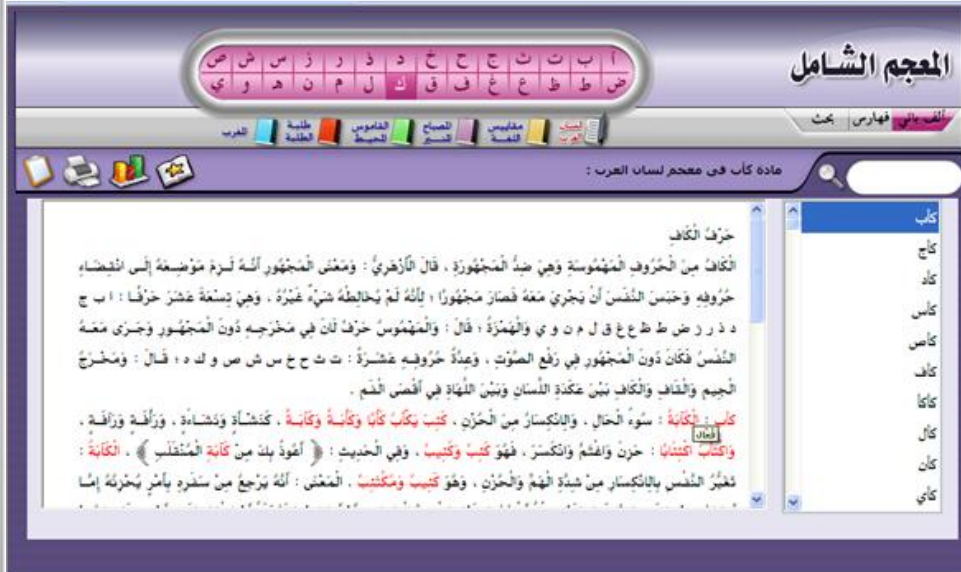 المعجم الشامل
أ ب ت ث ج ح خ د ذ ر ز س ش ص
ض ط ظ ع غ ف ق ك ل م ن هـ و ي
ألف بائي فهارس بحث
لسان العرب مقاييس اللغة المصباح المنير القاموس المحيط طلبة الطلبة المغرب
مادة كأب في معجم لسان العرب :
كأب
كأج
كأد
كأس
كأص
كأف
كأكأ
كأل
كأن
كأي
حَرْفُ الْكَافِ
الْكَافُ مِنَ الْحُرُوفِ الْمَهْمُوسَةِ وَهِيَ ضِدُّ الْمَجْهُورَةِ ، قَالَ الْأَزْهَرِيُّ : وَمَعْنَى الْمَجْهُورِ أَنَّهُ لَزِمَ مَوْضِعَهُ إِلَى انْقِضَاءِ
حُرُوفِهِ وَحَبَسَ النَّفَسَ أَنْ يَجْرِيَ مَعَهُ فَصَارَ مَجْهُورًا ؛ لِأَنَّهُ لَمْ يُخَالِطْهُ شَيْءٌ غَيْرُهُ ، وَهِيَ تِسْعَةَ عَشَرَ حَرْفًا : ا ب ج
د ذ ر ز ض ط ظ ع غ ق ل م ن و ي وَالْهَمْزَةُ ؛ قَالَ : وَالْمَهْمُوسُ حَرْفٌ لَانَ فِي مَخْرَجِهِ دُونَ الْمَجْهُورِ وَجَرَى مَعَهُ
النَّفَسُ فَكَانَ دُونَ الْمَجْهُورِ فِي رَفْعِ الصَّوْتِ ، وَعِدَّةُ حُرُوفِهِ عَشَرَةٌ : ت ث ح خ س ش ص و ك ه ؛ قَالَ : وَمَخْرَجُ
الْجِيمِ وَالْقَافِ وَالْكَافِ بَيْنَ عَكَدَةِ اللِّسَانِ وَبَيْنَ اللَّهَاةِ فِي أَقْصَى الْفَمِ .
كأب : الْكَآبَةُ : سُوءُ الْحَالِ ، وَالِانْكِسَارُ مِنَ الْحُزْنِ ، كَئِبَ يَكْأَبُ كَأْبًا وَكَأْبَةً وَكَآبَةً ، كَنَشْأَةٍ وَنَشَاءَةٍ ، وَرَأْفَةٍ وَرَآفَةٍ ،
فعال
وَاكْتَأَبَ اكْتِئَابًا : حَزِنَ وَاغْتَمَّ وَانْكَسَرَ ، فَهُوَ كَئِبٌ وَكَئِيبٌ ، وَفِي الْحَدِيثِ : ﴿ أَعُوذُ بِكَ مِنْ كَآبَةِ الْمُنْقَلَبِ ﴾ ، الْكَآبَةُ :
تَغَيُّرُ النَّفْسِ بِالِانْكِسَارِ مِنْ شِدَّةِ الْهَمِّ وَالْحُزْنِ ، وَهُوَ كَئِيبٌ وَمُكْتَئِبٌ ، الْمَعْنَى : أَنَّهُ يَرْجِعُ مِنْ سَفَرِهِ بِأَمْرٍ يُحْزِنُهُ إِمَّا